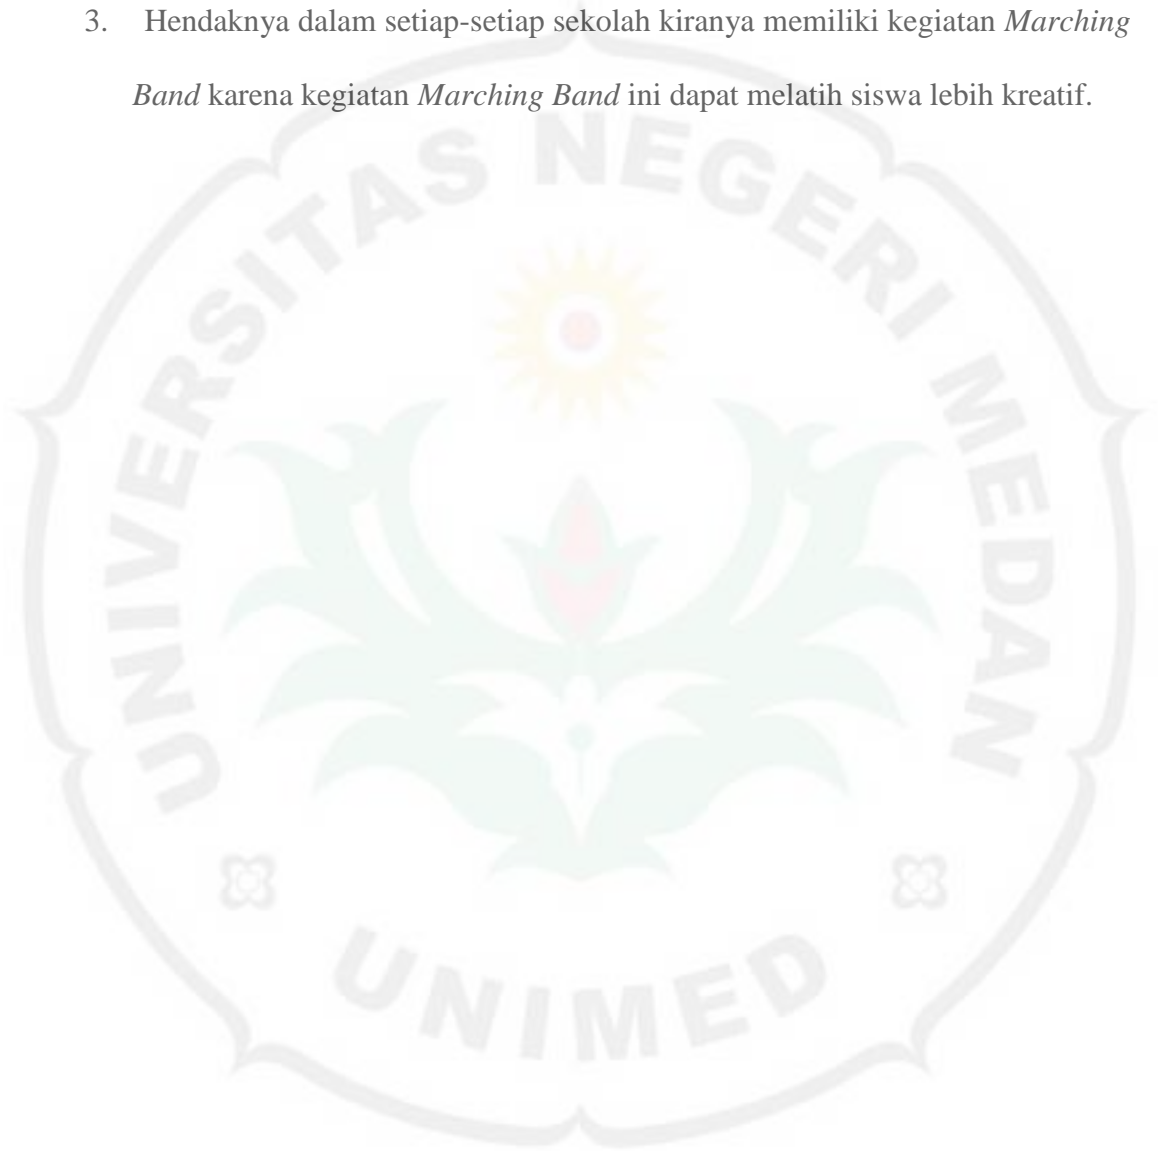 3. Hendaknya dalam setiap-setiap sekolah kiranya memiliki kegiatan Marching
Band karena kegiatan Marching Band ini dapat melatih siswa lebih kreatif.
UNIVERSITAS NEGERI MEDAN
UNIMED